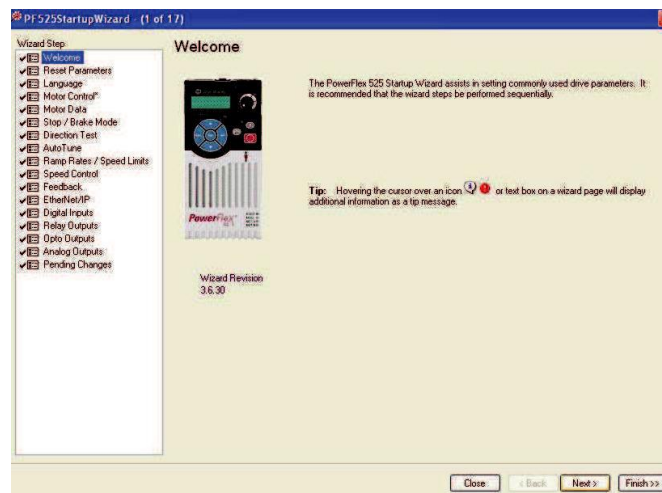 PF525StartupWizard - (1 of 17)
Wizard Step
Welcome
Reset Parameters
Language
Motor Control*
Motor Data
Stop / Brake Mode
Direction Test
AutoTune
Ramp Rates / Speed Limits
Speed Control
Feedback
EtherNet/IP
Digital Inputs
Relay Outputs
Opto Outputs
Analog Outputs
Pending Changes
Welcome
The PowerFlex 525 Startup Wizard assists in setting commonly used drive parameters. It
is recommended that the wizard steps be performed sequentially.
Tip: Hovering the cursor over an icon or text box on a wizard page will display
additional information as a tip message.
PowerFlex
Wizard Revision
3.6.30
Close
< Back
Next >
Finish >>